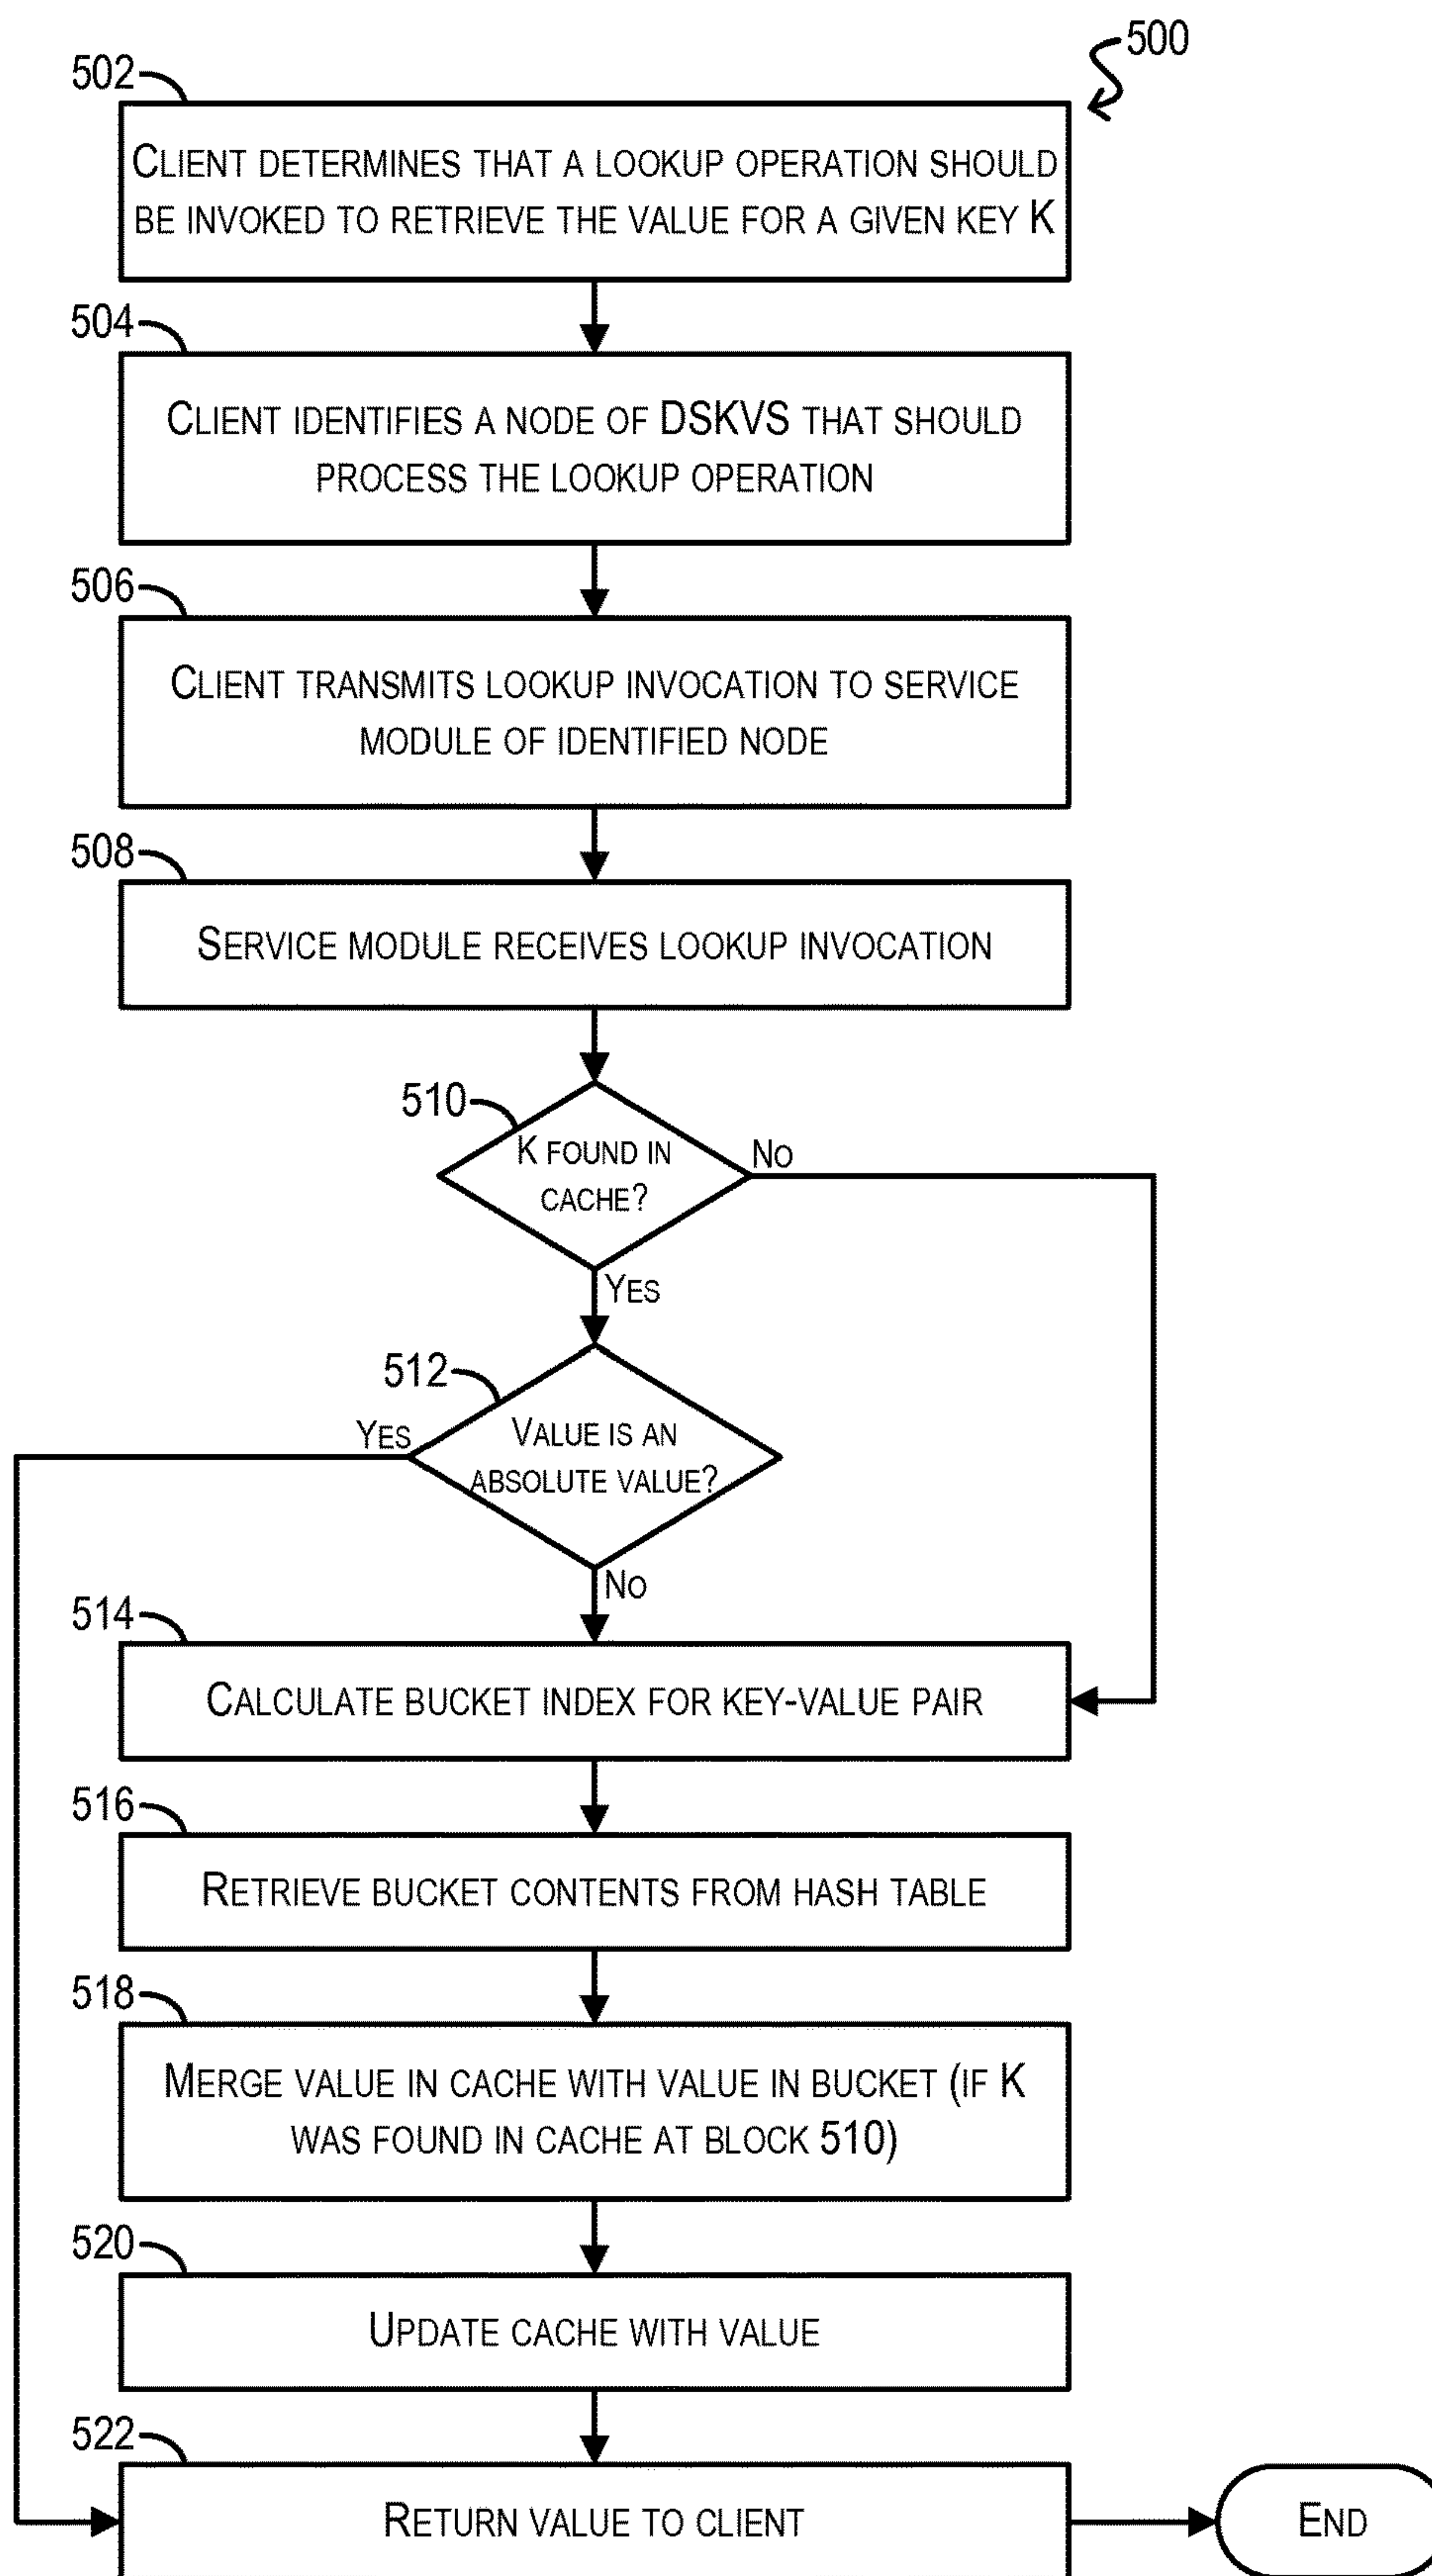 500
502
Client determines that a lookup operation should
be invoked to retrieve the value for a given key K
504
Client identifies a node of DSKVS that should
process the lookup operation
506
Client transmits lookup invocation to service
module of identified node
508
Service module receives lookup invocation
510
K found in
cache?
No
Yes
512
Yes
Value is an
absolute value?
No
514
Calculate bucket index for key-value pair
516
Retrieve bucket contents from hash table
518
Merge value in cache with value in bucket (if K
was found in cache at block 510)
520
Update cache with value
522
Return value to client
End